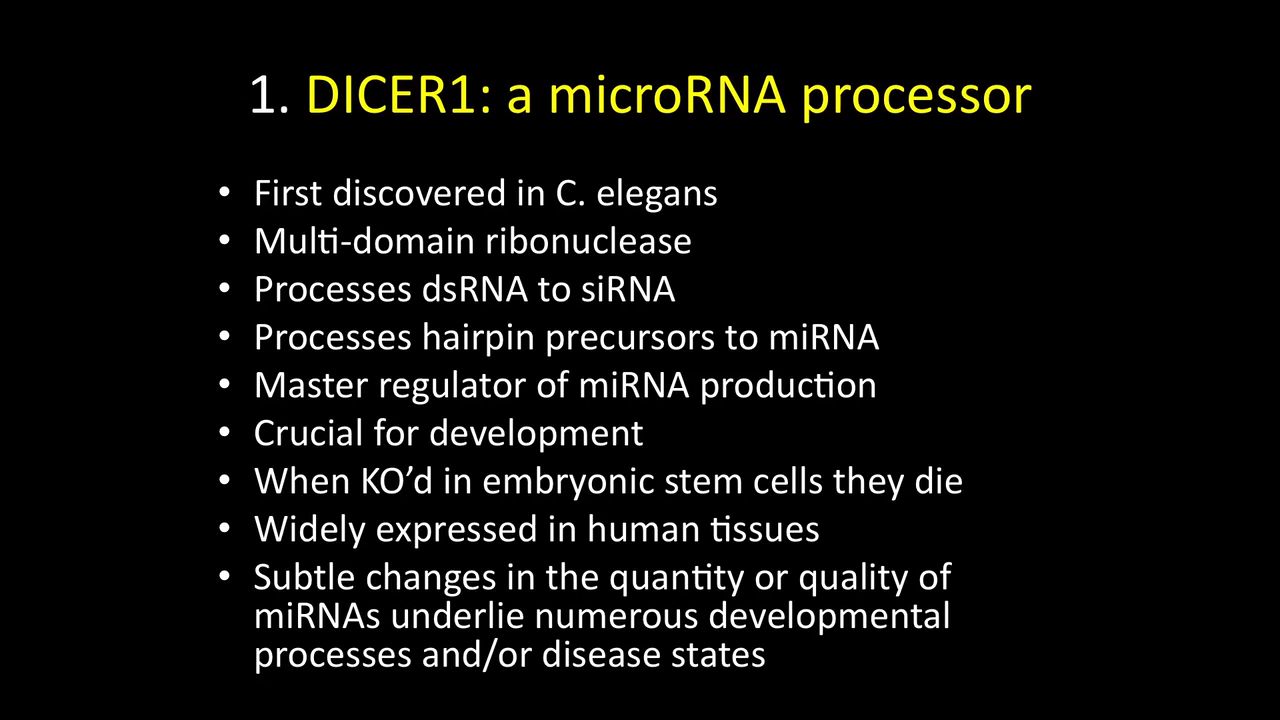 1. DICER1: a microRNA processor
• First discovered in C. elegans
• Multi-domain ribonuclease
• Processes dsRNA to siRNA
• Processes hairpin precursors to miRNA
• Master regulator of miRNA production
• Crucial for development
• When KO’d in embryonic stem cells they die
• Widely expressed in human tissues
• Subtle changes in the quantity or quality of
miRNAs underlie numerous developmental
processes and/or disease states